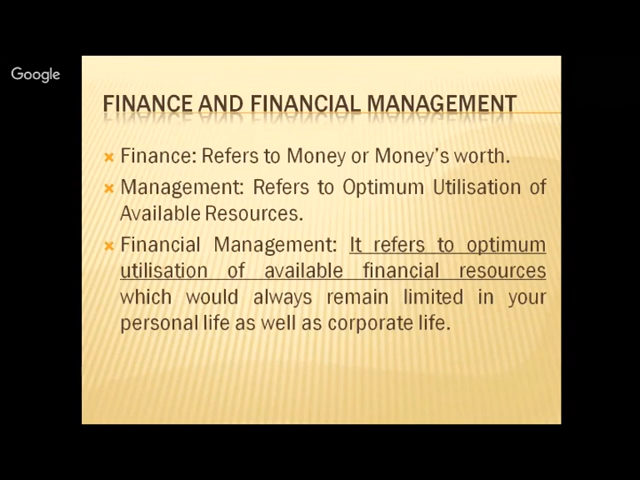 Google
FINANCE AND FINANCIAL MANAGEMENT
Finance: Refers to Money or Money's worth.
Management: Refers to Optimum Utilisation of
Available Resources.
Financial Management: It refers to optimum
utilisation of available financial resources
which would always remain limited in your
personal life as well as corporate life.